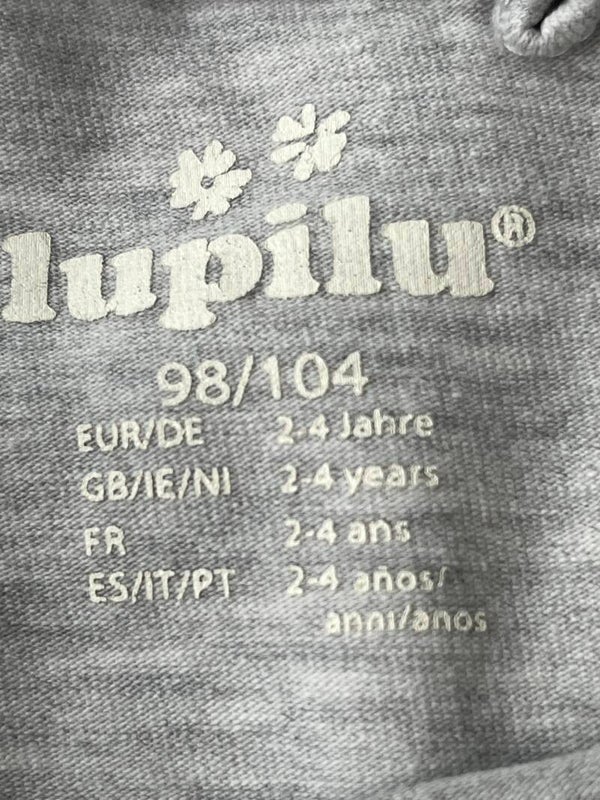 lupilu®
98/104
EUR/DE 2-4 Jahre
GB/IE/NI 2-4 years
FR 2-4 ans
ES/IT/PT 2-4 años/
anni/anos